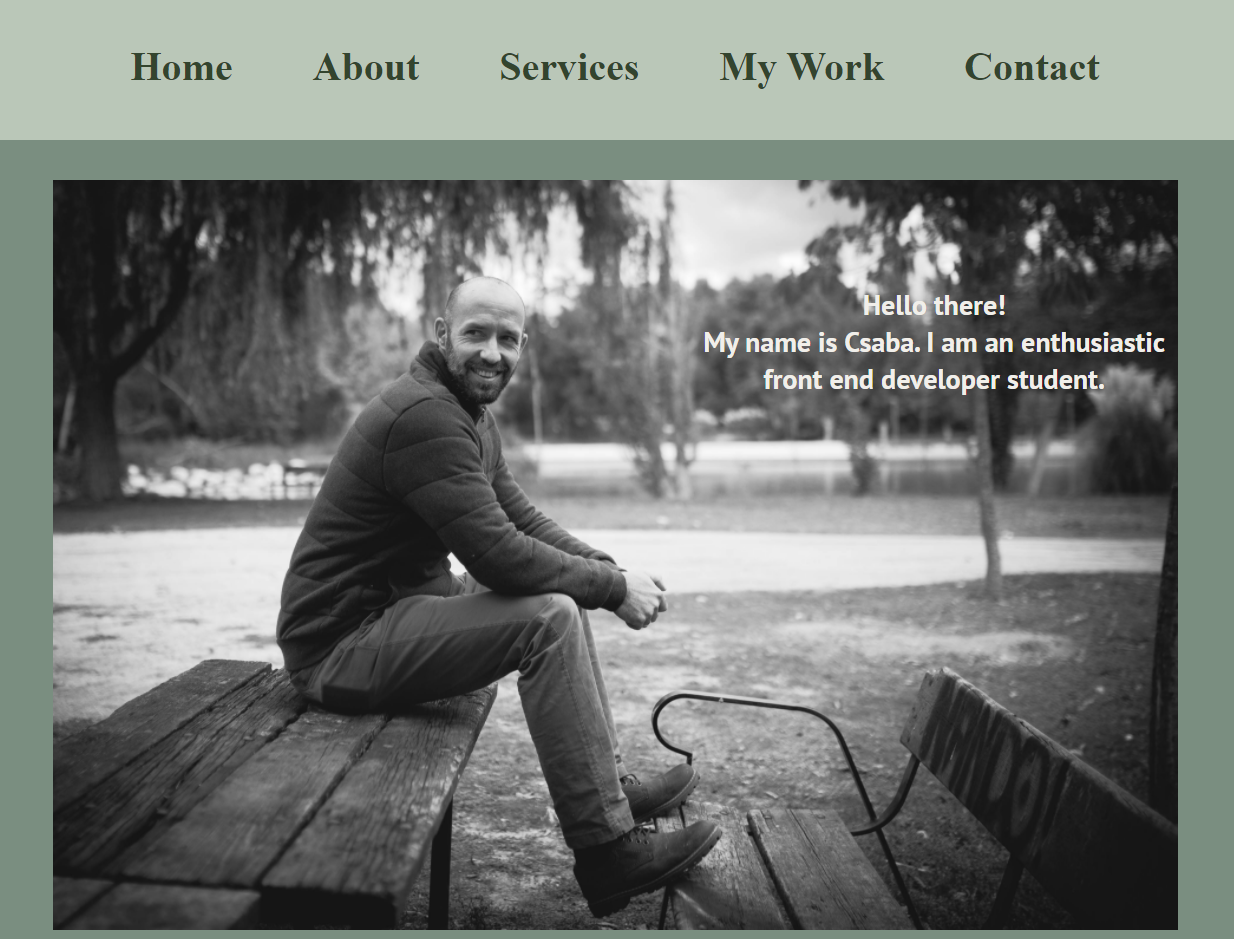 Home About Services My Work Contact
Hello there!
My name is Csaba. I am an enthusiastic
front end developer student.